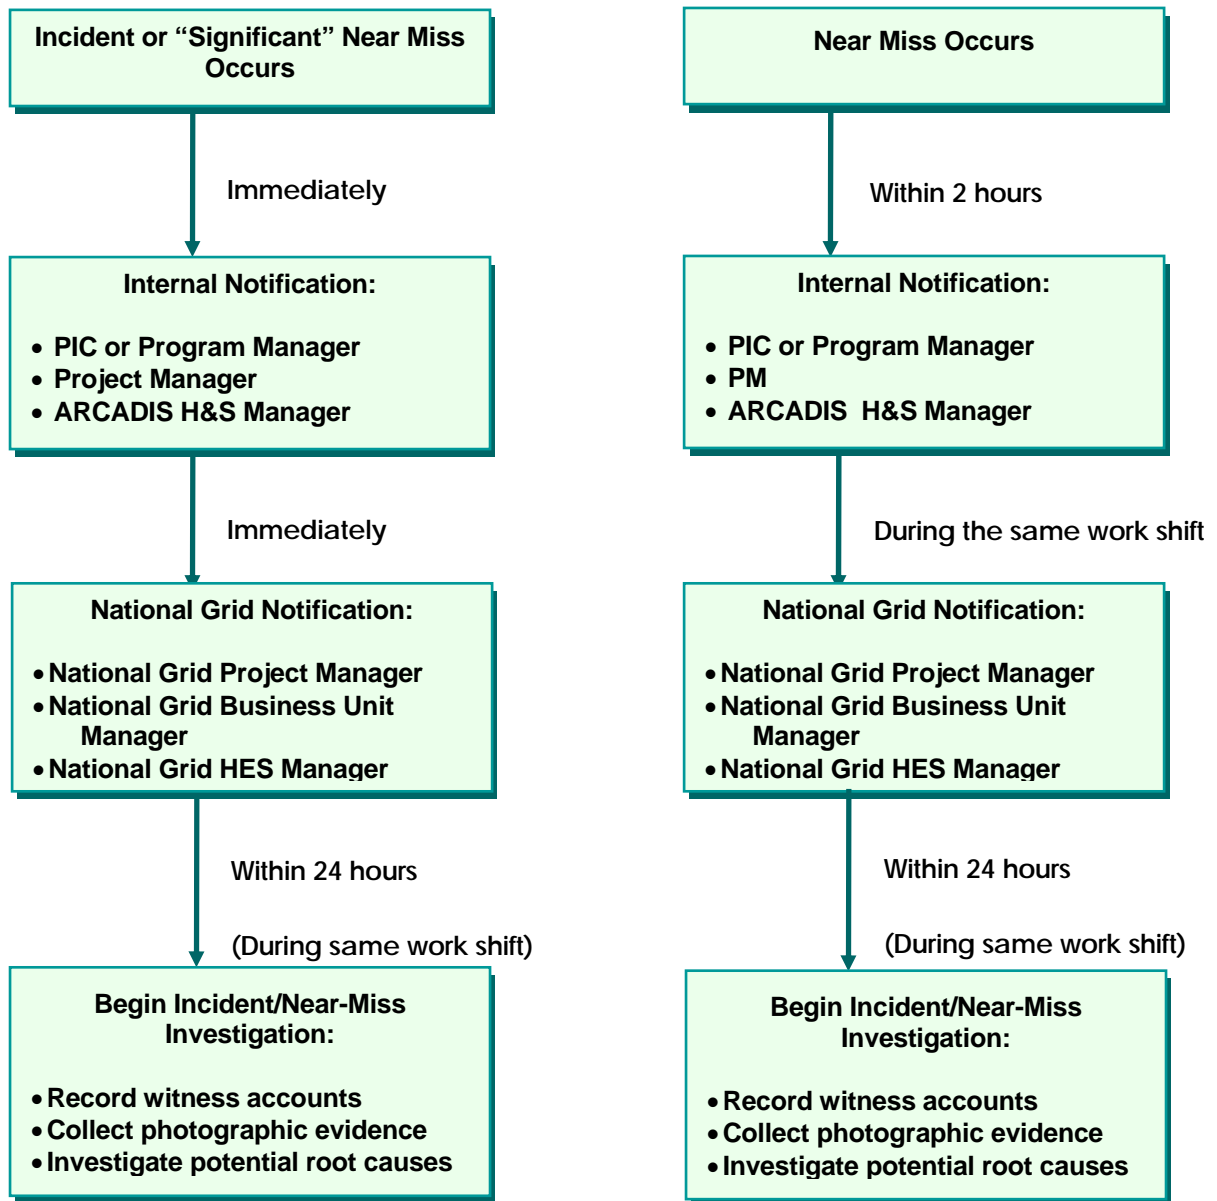 Incident or “Significant” Near Miss
Occurs
Immediately
Internal Notification:
• PIC or Program Manager
• Project Manager
• ARCADIS H&S Manager
Immediately
National Grid Notification:
• National Grid Project Manager
• National Grid Business Unit
Manager
• National Grid HES Manager
Within 24 hours
(During same work shift)
Begin Incident/Near-Miss
Investigation:
• Record witness accounts
• Collect photographic evidence
• Investigate potential root causes
Near Miss Occurs
Within 2 hours
Internal Notification:
• PIC or Program Manager
• PM
• ARCADIS H&S Manager
During the same work shift
National Grid Notification:
• National Grid Project Manager
• National Grid Business Unit
Manager
• National Grid HES Manager
Within 24 hours
(During same work shift)
Begin Incident/Near-Miss
Investigation:
• Record witness accounts
• Collect photographic evidence
• Investigate potential root causes